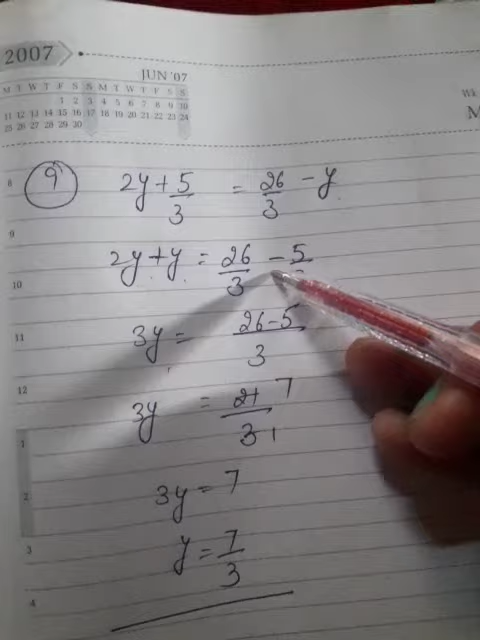 2007
JUN '07
M T W T F S S M T W T F S S M T W T F S S
1 2 3 4 5 6 7 8 9 10
11 12 13 14 15 16 17 18 19 20 21 22 23 24
25 26 27 28 29 30
Wk
M
8
9
10
11
12
1
2
3
4
9 2y + 5/3 = 26/3 - y
2y + y = 26/3 - 5
3y = 26-5/3
3y = 21 7/3 1
3y = 7
y = 7/3